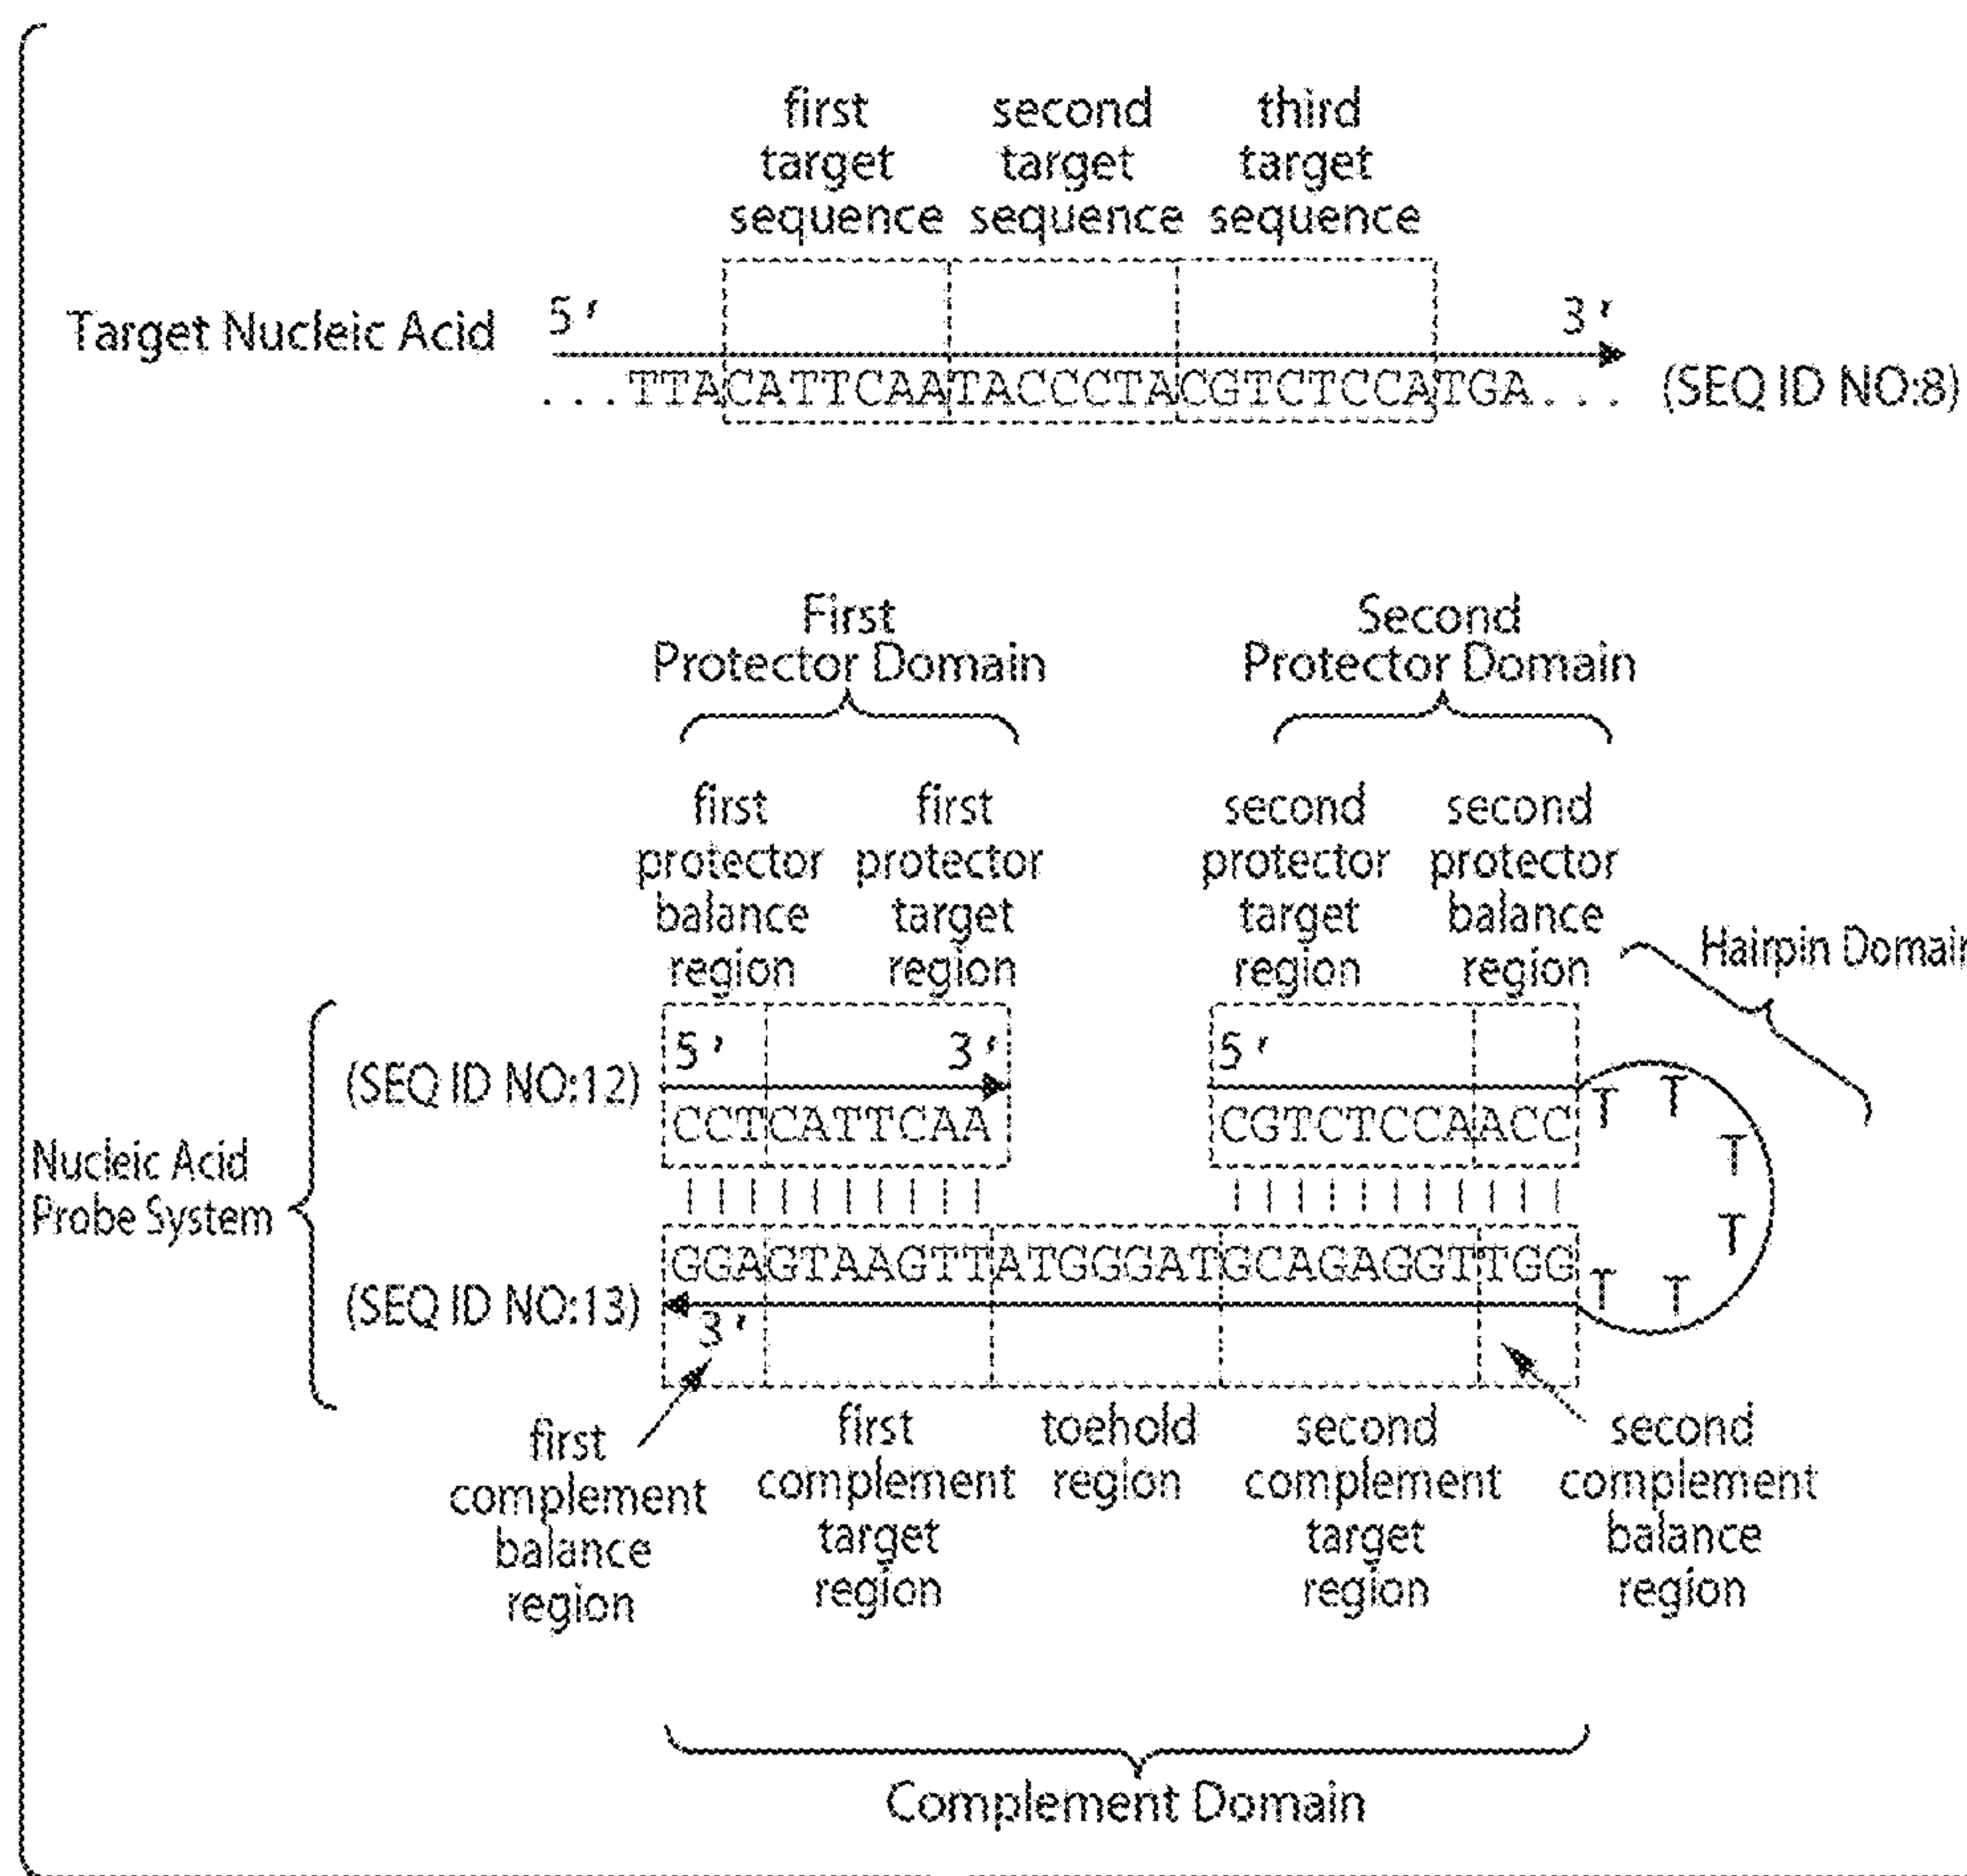 first
target
sequence
second
target
sequence
third
target
sequence
Target Nucleic Acid
5'
3'
...TTACATTCAATACCCTACGTCTCCATGA...
(SEQ ID NO:8)
First
Protector Domain
Second
Protector Domain
first
protector
balance
region
first
protector
target
region
second
protector
target
region
second
protector
balance
region
Hairpin Domain
Nucleic Acid
Probe System
(SEQ ID NO:12)
5'
3'
CCTCATTCAA
5'
CGTCTCCAACC
T
T
T
T
T
T
(SEQ ID NO:13)
GGAGTAAGTTATGGGATGCAGAGGTTGG
3'
first
complement
balance
region
first
complement
target
region
toehold
region
second
complement
target
region
second
complement
balance
region
Complement Domain